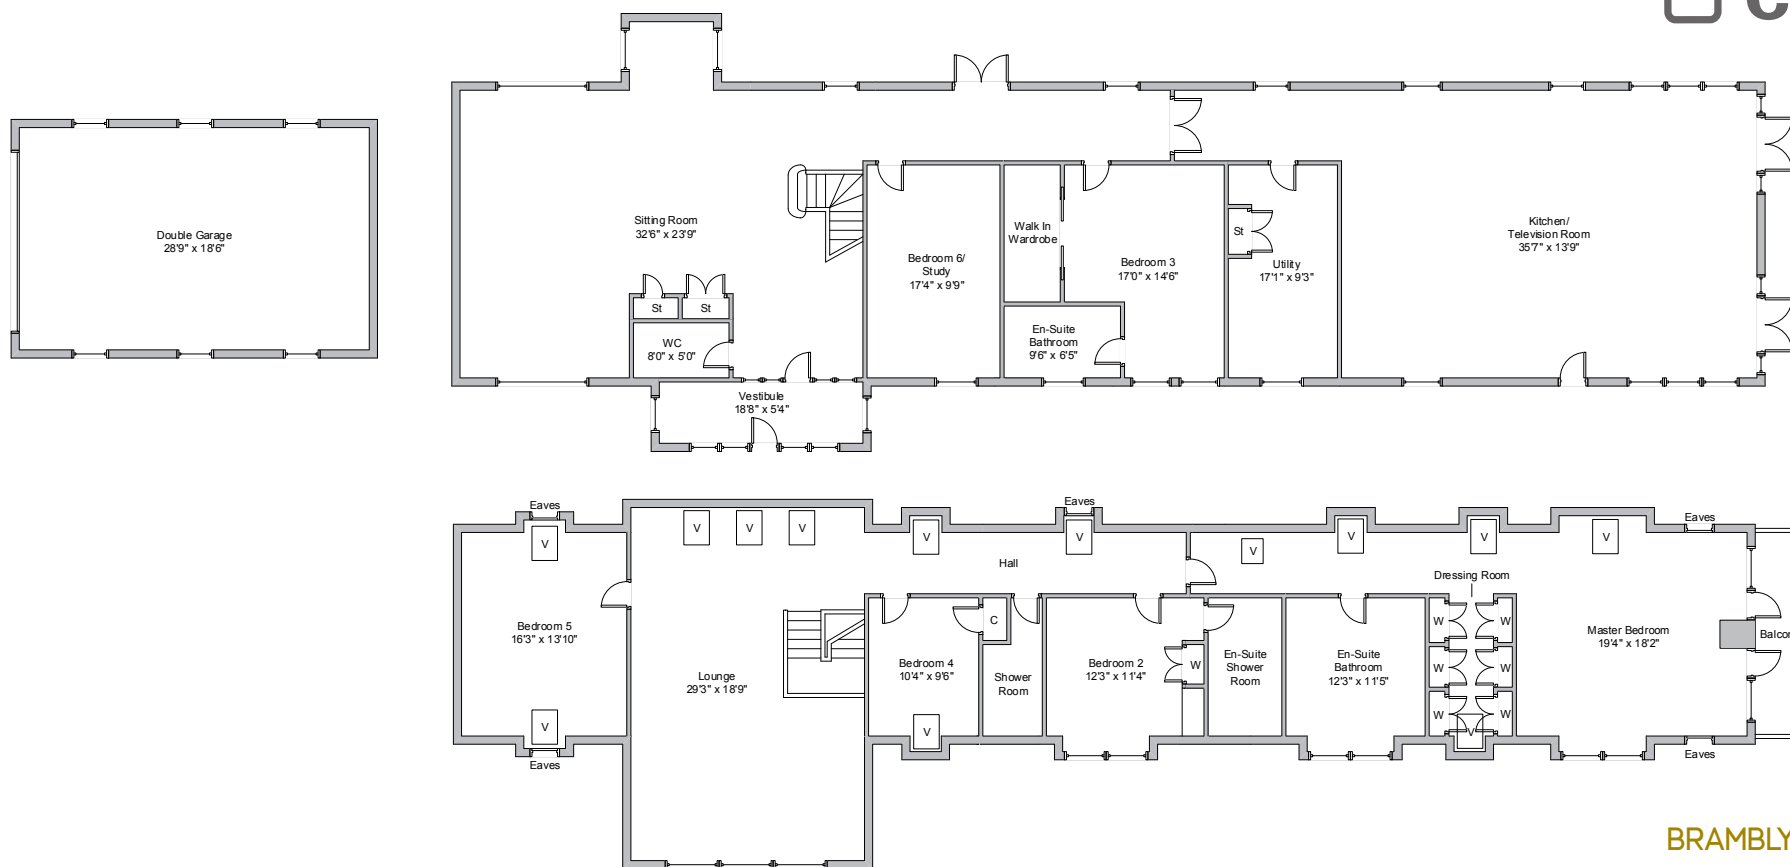 Double Garage
28'9" x 18'6"
Sitting Room
32'6" x 23'9"
St
St
WC
8'0" x 5'0"
Vestibule
18'8" x 5'4"
Bedroom 6/
Study
17'4" x 9'9"
Walk In
Wardrobe
En-Suite
Bathroom
9'6" x 6'5"
Bedroom 3
17'0" x 14'6"
St
Utility
17'1" x 9'3"
Kitchen/
Television Room
35'7" x 13'9"
Eaves
V
Bedroom 5
16'3" x 13'10"
V
Eaves
V
V
V
Lounge
29'3" x 18'9"
V
Eaves
V
Hall
Bedroom 4
10'4" x 9'6"
V
C
Shower
Room
Bedroom 2
12'3" x 11'4"
W
En-Suite
Shower
Room
V
V
En-Suite
Bathroom
12'3" x 11'5"
V
Dressing Room
W
W
W
W
W
W
V
V
Eaves
Master Bedroom
19'4" x 18'2"
Eaves
Balcon
BRAMBLY